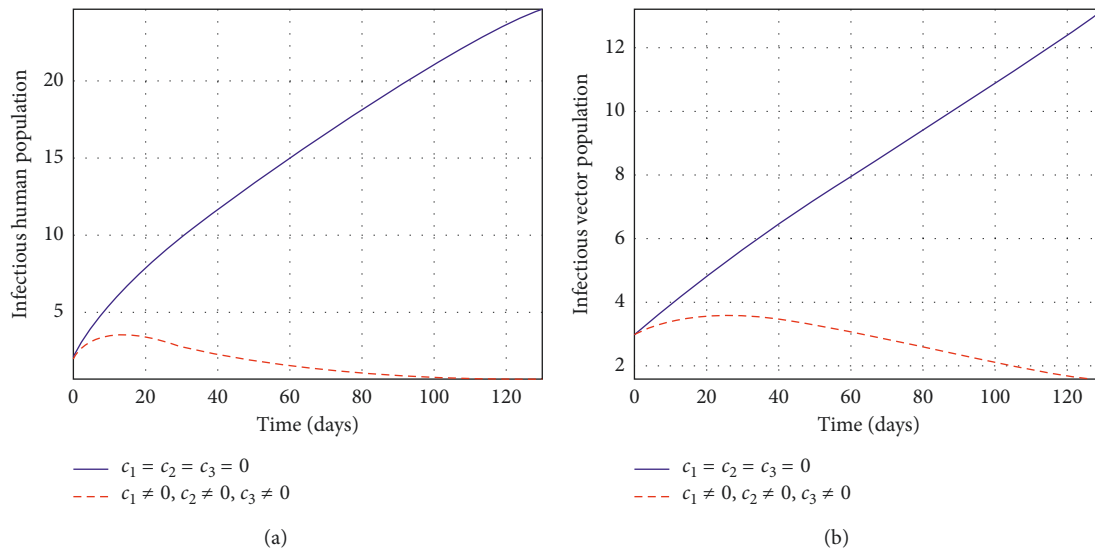 Infectious human population
20
15
10
5
0
20
40
60
80
100
120
Time (days)
c₁ = c₂ = c₃ = 0
c₁ ≠ 0, c₂ ≠ 0, c₃ ≠ 0
(a)
Infectious vector population
12
10
8
6
4
2
0
20
40
60
80
100
120
Time (days)
c₁ = c₂ = c₃ = 0
c₁ ≠ 0, c₂ ≠ 0, c₃ ≠ 0
(b)